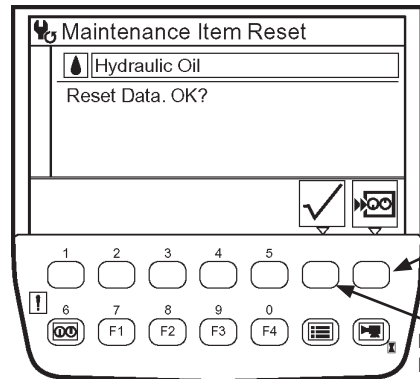 Maintenance Item Reset
Hydraulic Oil
Reset Data. OK?
1 2 3 4 5
!
6 7 8 9 0
F1 F2 F3 F4